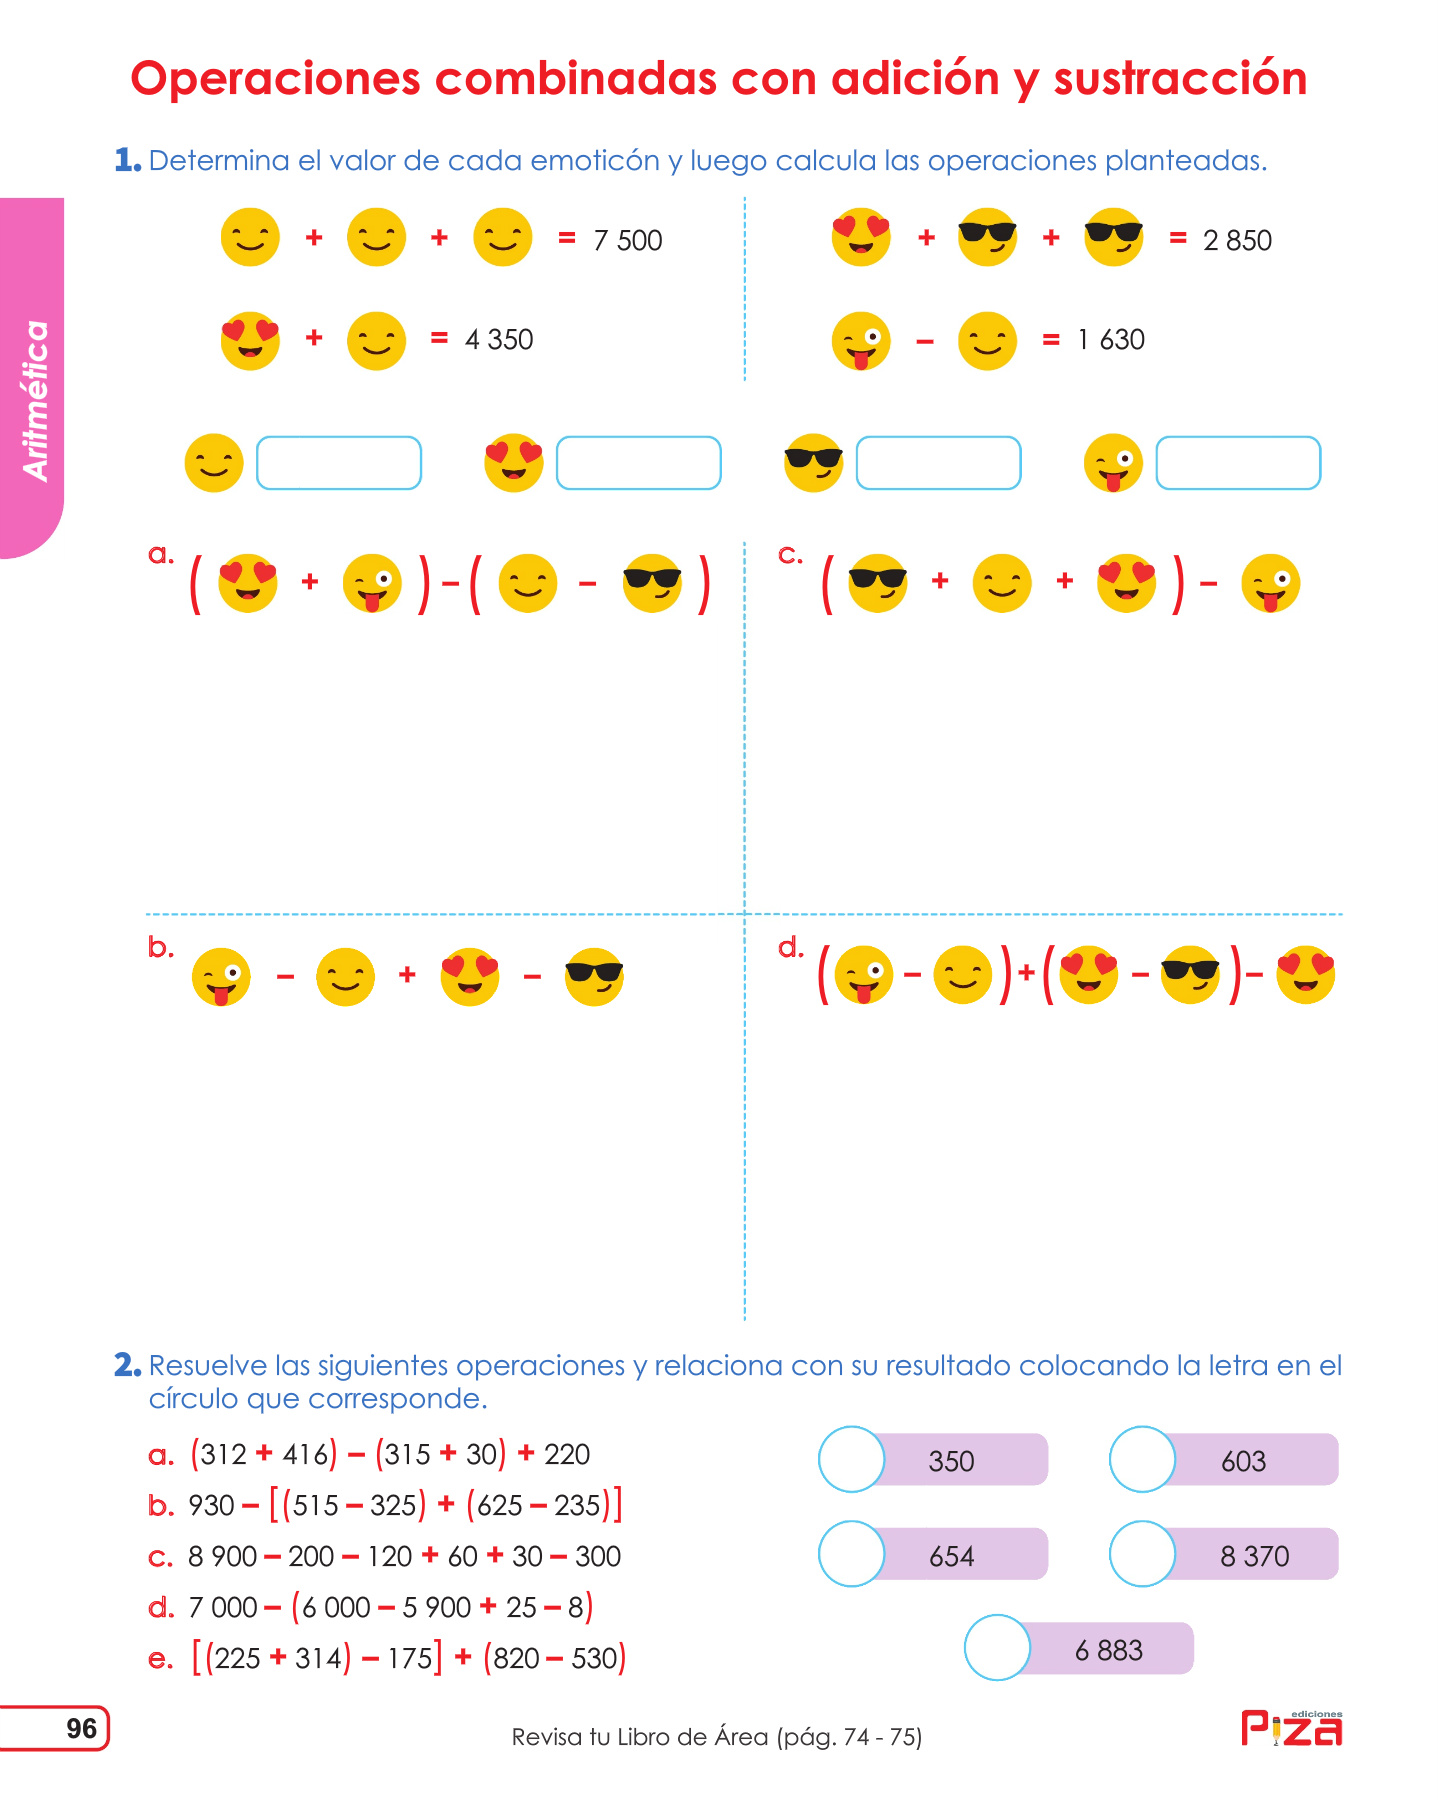 Operaciones combinadas con adición y sustracción
1. Determina el valor de cada emoticón y luego calcula las operaciones planteadas.
+ + = 7 500
+ + = 2 850
+ = 4 350
– = 1 630
Aritmética
a. ( + ) – ( – )
c. ( + + ) –
b. – + –
d. ( – ) + ( – ) –
2. Resuelve las siguientes operaciones y relaciona con su resultado colocando la letra en el
círculo que corresponde.
a. (312 + 416) – (315 + 30) + 220
b. 930 – [(515 – 325) + (625 – 235)]
c. 8 900 – 200 – 120 + 60 + 30 – 300
d. 7 000 – (6 000 – 5 900 + 25 – 8)
e. [(225 + 314) – 175] + (820 – 530)
350
603
654
8 370
6 883
96
Revisa tu Libro de Área (pág. 74 - 75)
ediciones
Piza